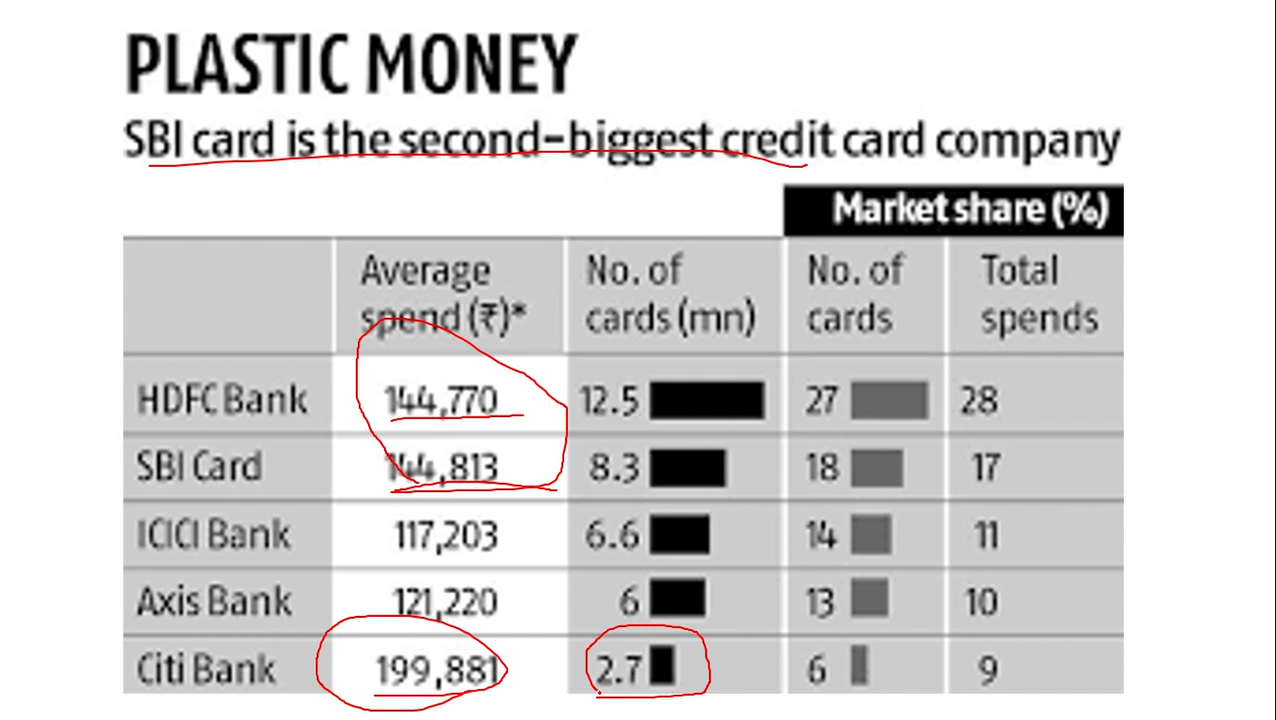 PLASTIC MONEY
SBI card is the second-biggest credit card company
Market share (%)
Average spend (₹)* No. of cards (mn) No. of cards Total spends
HDFC Bank 144,770 12.5 27 28
SBI Card 144,813 8.3 18 17
ICICI Bank 117,203 6.6 14 11
Axis Bank 121,220 6 13 10
Citi Bank 199,881 2.7 6 9